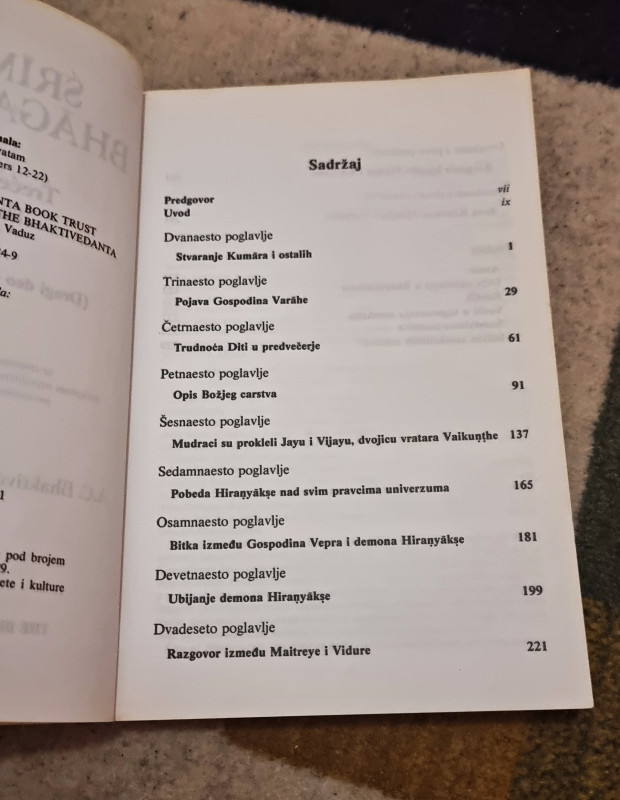 ŚRIM
BHĀGA
nala:
vatam
ers 12-22)
NTA BOOK TRUST
THE BHAKTIVEDANTA
Vaduz
4-9
la:
1
pod brojem
9.
ete i kulture
Sadržaj
Predgovor vii
Uvod ix
Dvanaesto poglavlje
Stvaranje Kumāra i ostalih 1
Trinaesto poglavlje
Pojava Gospodina Varāhe 29
Četrnaesto poglavlje
Trudnoća Diti u predvečerje 61
Petnaesto poglavlje
Opis Božjeg carstva 91
Šesnaesto poglavlje
Mudraci su prokleli Jayu i Vijayu, dvojicu vratara Vaikuṇṭhe 137
Sedamnaesto poglavlje
Pobeda Hiraṇyākṣe nad svim pravcima univerzuma 165
Osamnaesto poglavlje
Bitka između Gospodina Vepra i demona Hiraṇyākṣe 181
Devetnaesto poglavlje
Ubijanje demona Hiraṇyākṣe 199
Dvadeseto poglavlje
Razgovor između Maitreye i Vidure 221